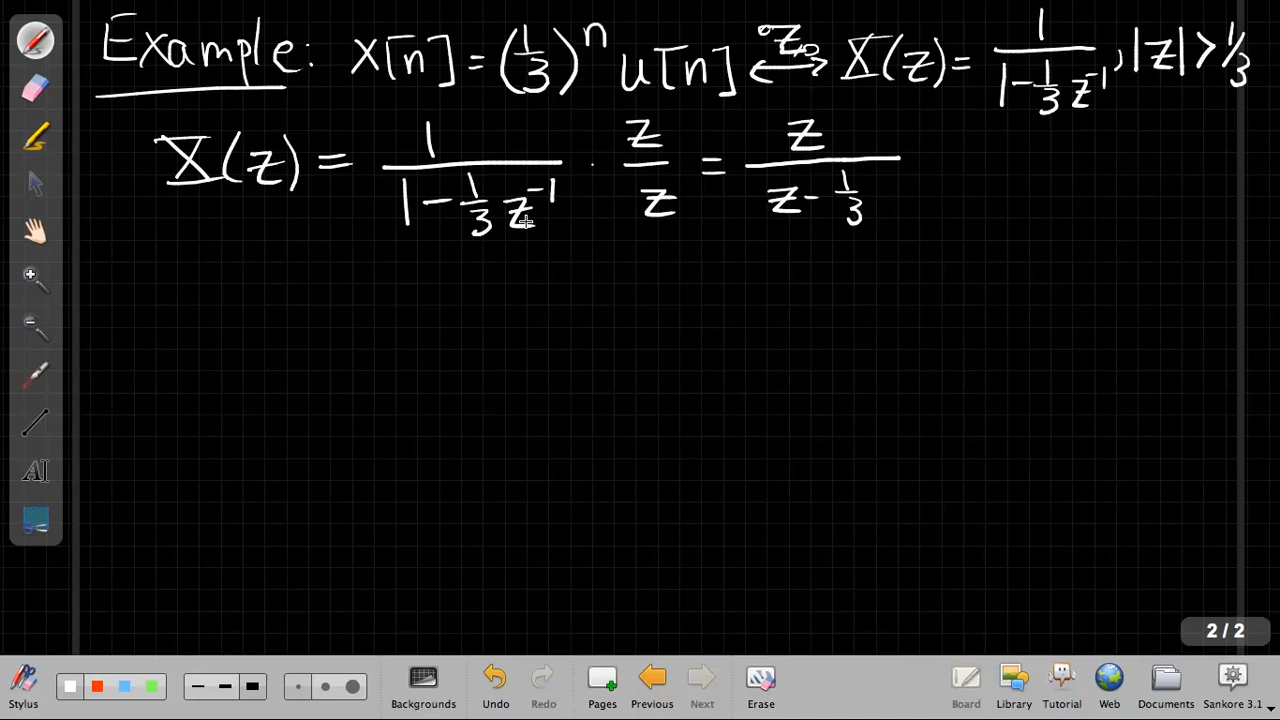 Example: x[n] = (1/3)^n u[n] ⟷^Z X(z) = 1/(1 - 1/3 z^-1), |z| > 1/3
X(z) = 1/(1 - 1/3 z^-1) · z/z = z/(z - 1/3)
AI
2 / 2
Stylus Backgrounds Undo Redo Pages Previous Next Erase Board Library Tutorial Web Documents Sankore 3.1